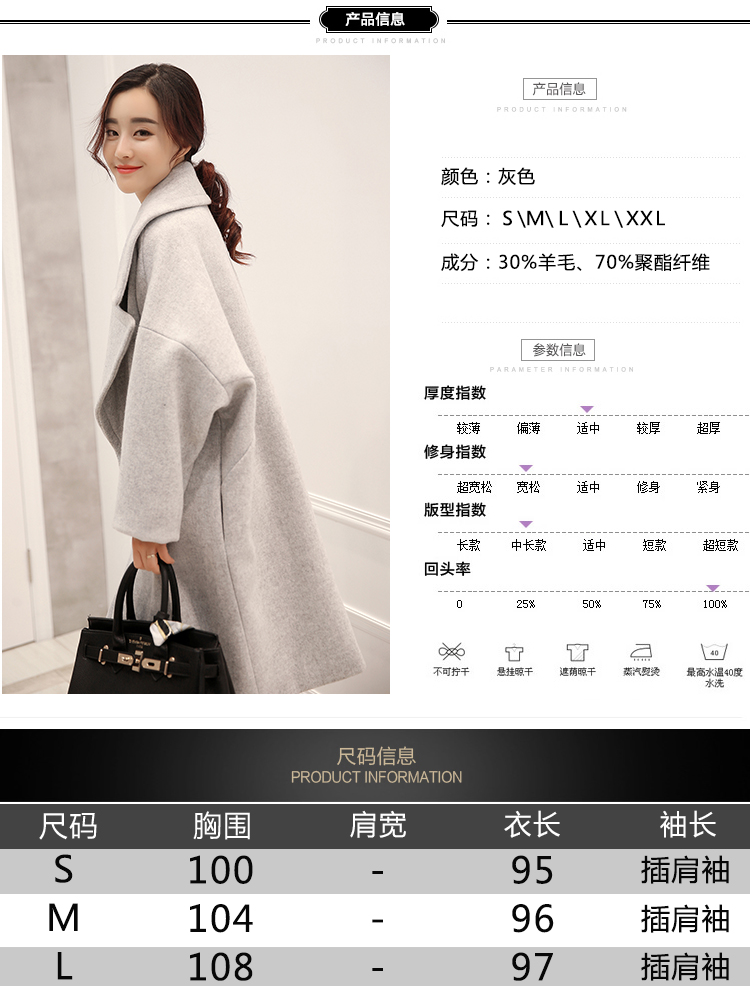 产品信息
PRODUCT INFORMATION
产品信息
PRODUCT INFORMATION
颜色：灰色
尺码： S\M\L\XL\XXL
成分：30%羊毛、70%聚酯纤维
参数信息
PARAMETER INFORMATION
厚度指数
较薄 偏薄 适中 较厚 超厚
修身指数
超宽松 宽松 适中 修身 紧身
版型指数
长款 中长款 适中 短款 超短款
回头率
0 25% 50% 75% 100%
40
不可拧干 悬挂晾干 遮荫晾干 蒸汽熨烫 最高水温40度
水洗
尺码信息
PRODUCT INFORMATION
尺码 胸围 肩宽 衣长 袖长
S 100 - 95 插肩袖
M 104 - 96 插肩袖
L 108 - 97 插肩袖